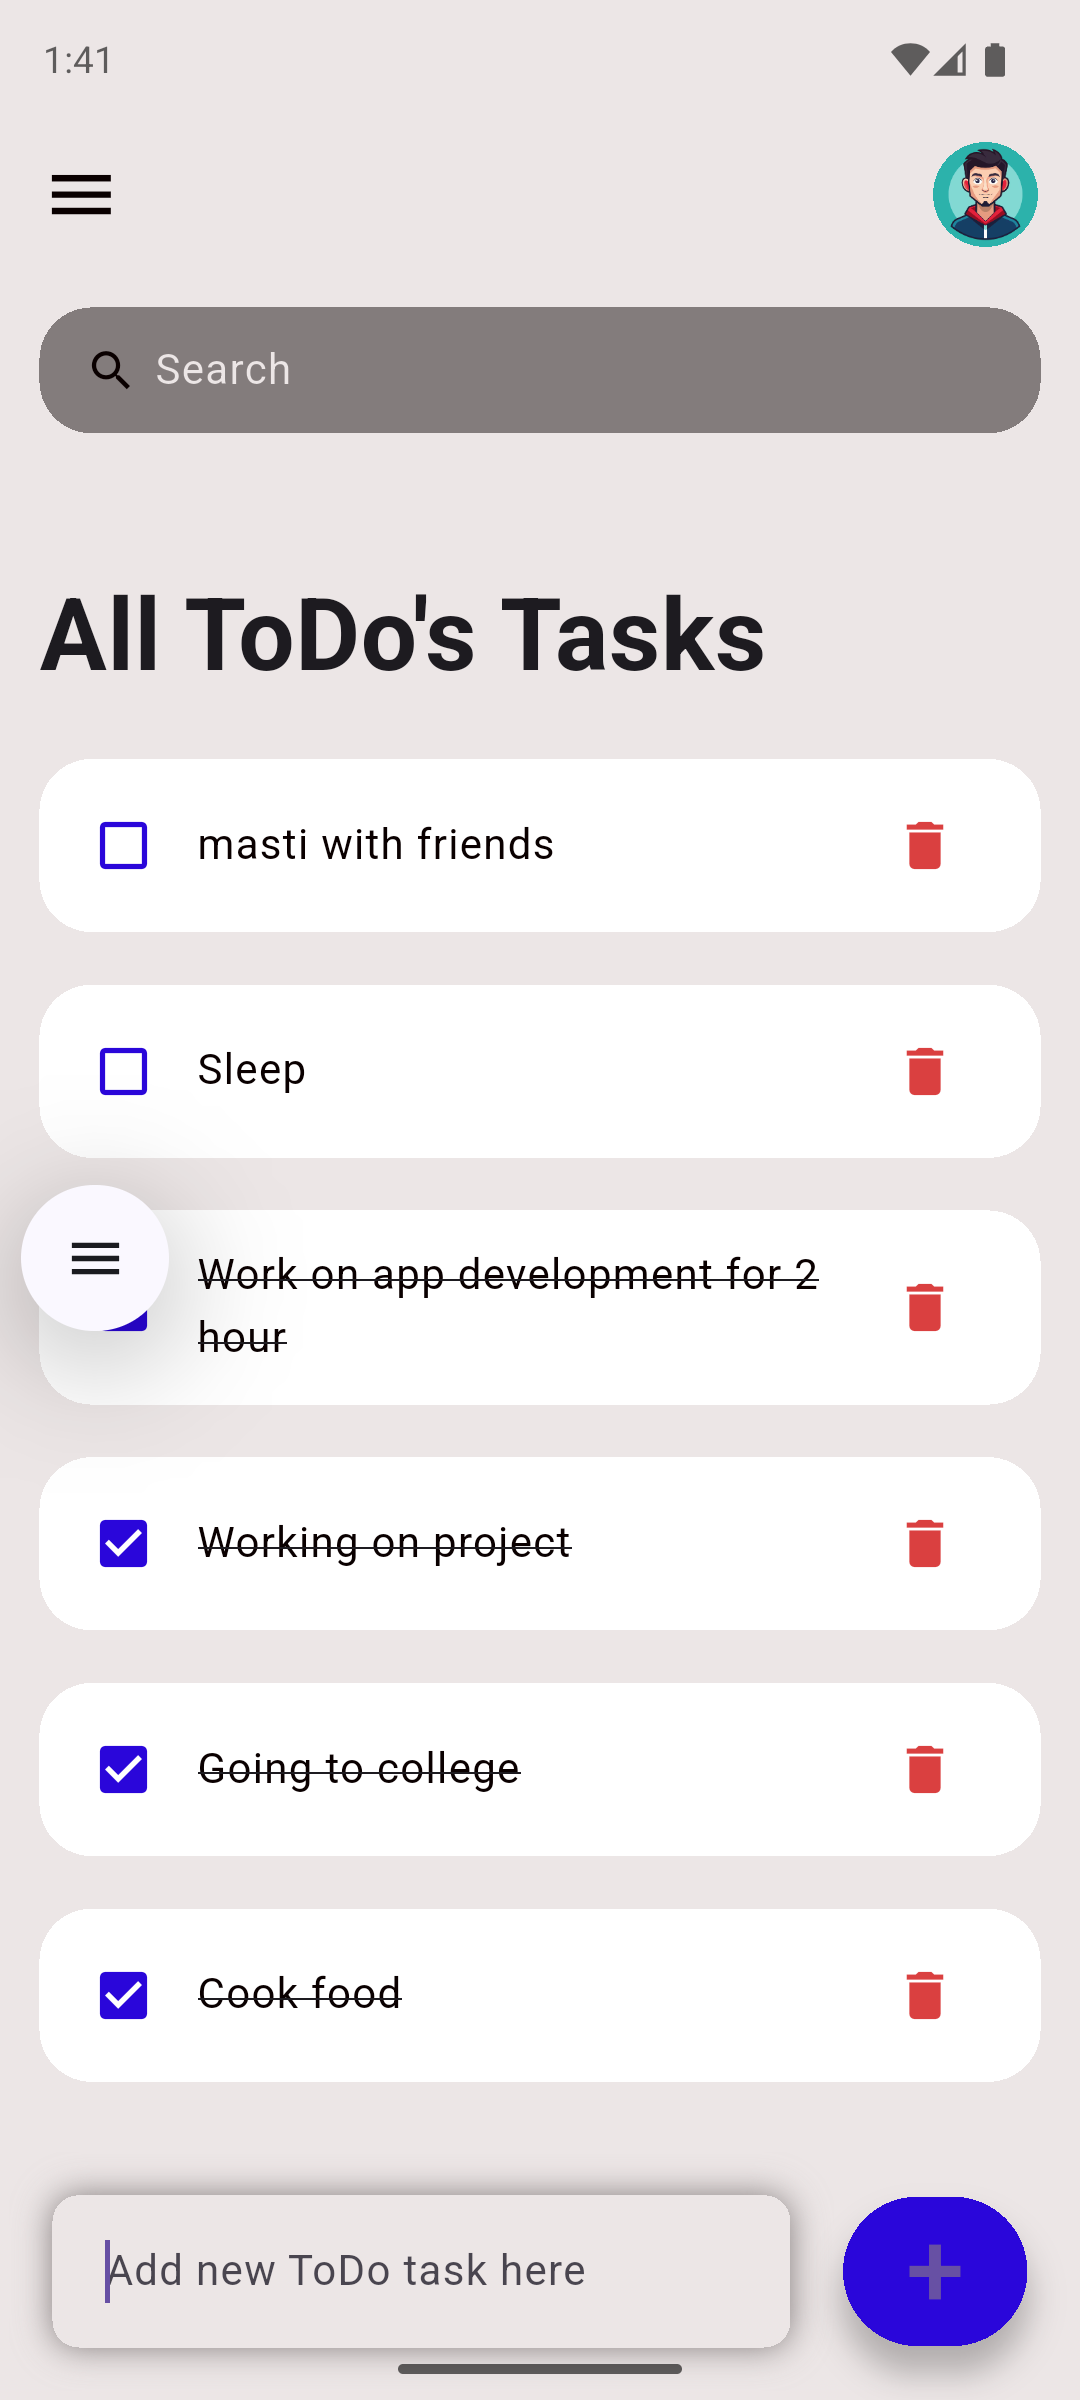 1:41
Search
All ToDo's Tasks
masti with friends
Sleep
Work on app development for 2
hour
Working on project
Going to college
Cook food
Add new ToDo task here